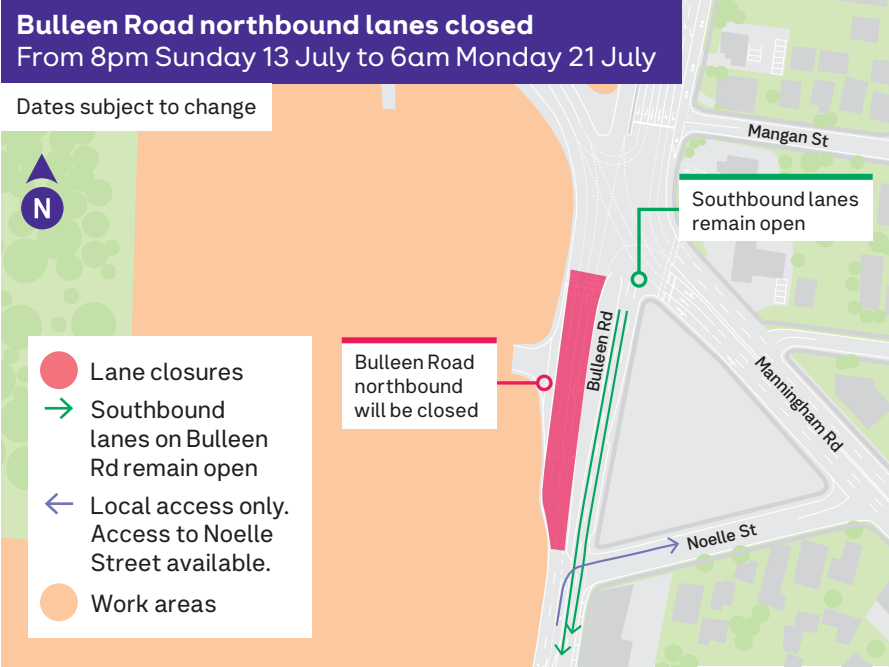 Bulleen Road northbound lanes closed
From 8pm Sunday 13 July to 6am Monday 21 July
Dates subject to change
N
Mangan St
Southbound lanes
remain open
Bulleen Rd
Bulleen Road
northbound
will be closed
Manningham Rd
Noelle St
Lane closures
Southbound
lanes on Bulleen
Rd remain open
Local access only.
Access to Noelle
Street available.
Work areas